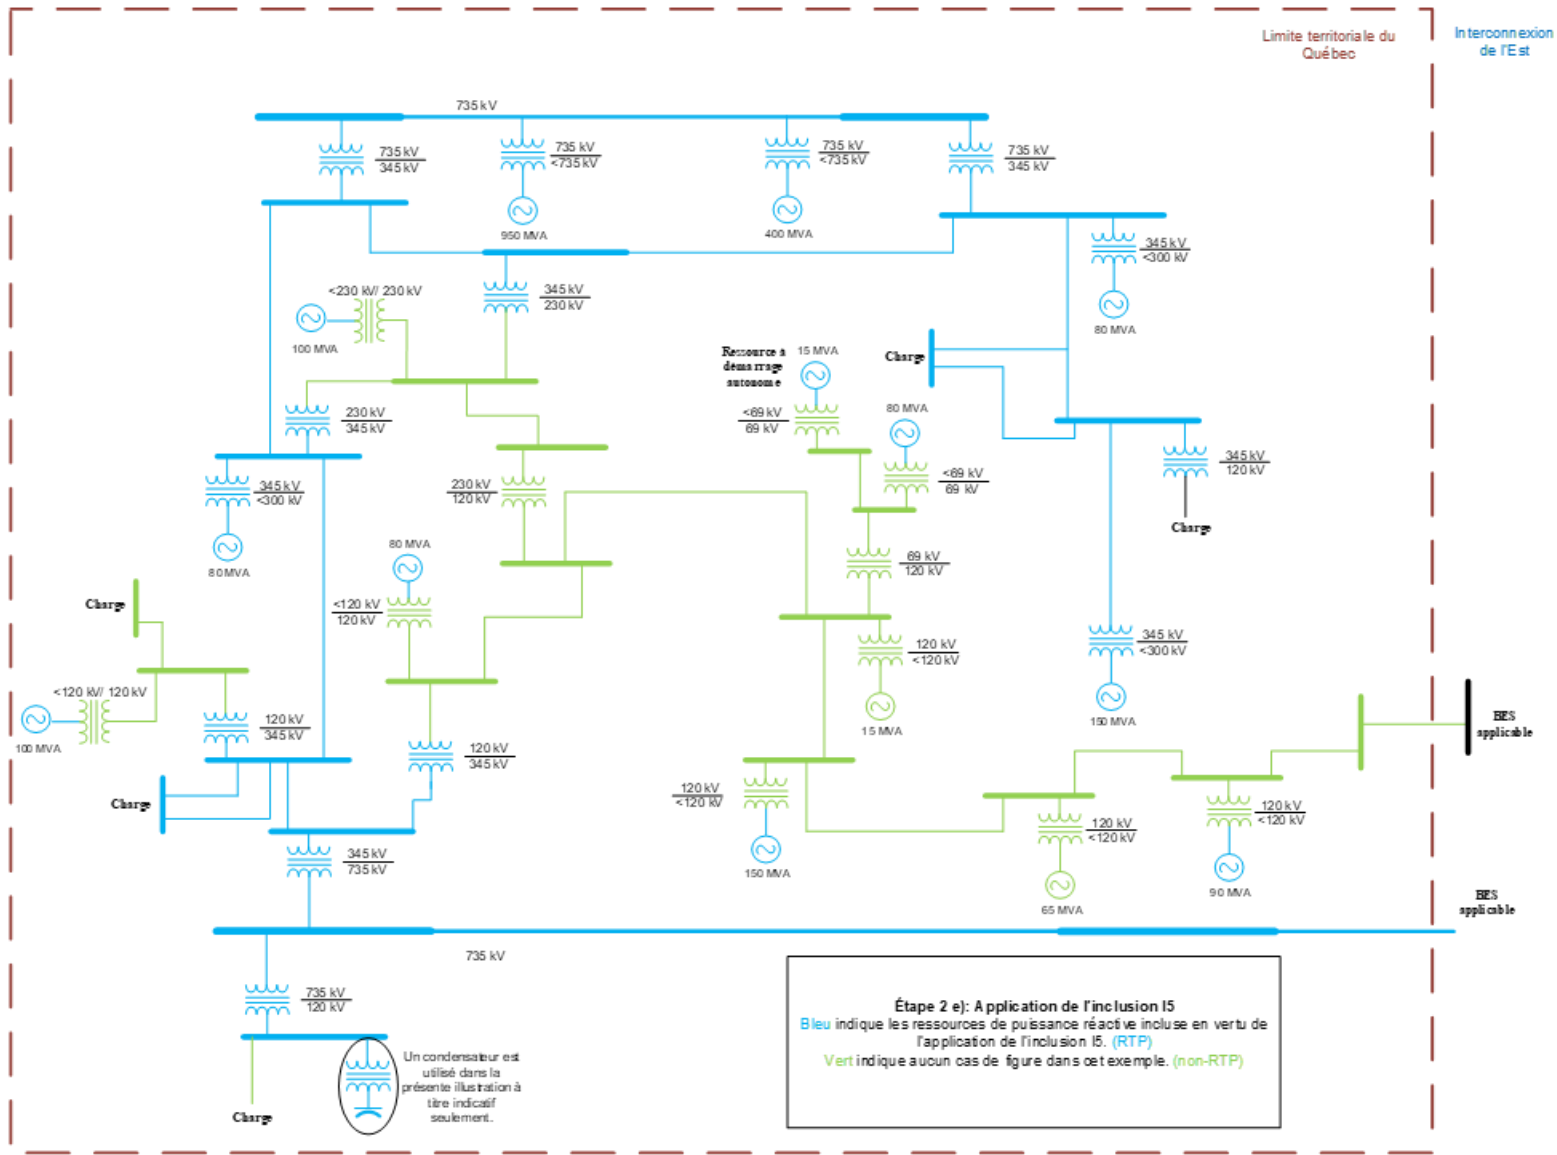 Limite territoriale du
Québec
Interconnexion
de l'Est
735 kV
735 kV
345 kV
735 kV
<735 kV
735 kV
<735 kV
735 kV
345 kV
950 MVA
400 MVA
345 kV
<300 kV
80 MVA
<230 kV/ 230 kV
100 MVA
345 kV
230 kV
Ressource à
démarrage
autonome
15 MVA
Charge
230 kV
345 kV
<69 kV
69 kV
80 MVA
345 kV
120 kV
Charge
345 kV
<300 kV
80 MVA
230 kV
120 kV
<69 kV
69 kV
80 MVA
<120 kV
120 kV
69 kV
120 kV
Charge
120 kV
<120 kV
15 MVA
345 kV
<300 kV
150 MVA
<120 kV/ 120 kV
100 MVA
120 kV
345 kV
120 kV
345 kV
BES
applicable
Charge
120 kV
<120 kV
150 MVA
120 kV
<120 kV
65 MVA
120 kV
<120 kV
90 MVA
345 kV
735 kV
BES
applicable
735 kV
735 kV
120 kV
Un condensateur est
utilisé dans la
présente illustration à
titre indicatif
seulement.
Charge
Étape 2 e): Application de l'inclusion I5
Bleu indique les ressources de puissance réactive incluse en vertu de
l'application de l'inclusion I5. (RTP)
Vert indique aucun cas de figure dans cet exemple. (non-RTP)